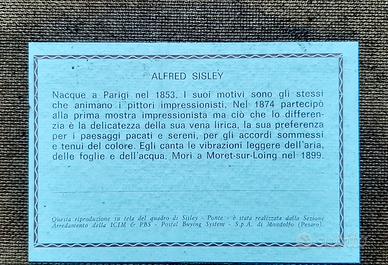 ALFRED SISLEY
Nacque a Parigi nel 1853. I suoi motivi sono gli stessi
che animano i pittori impressionisti. Nel 1874 partecipò
alla prima mostra impressionista ma ciò che lo differen-
zia è la delicatezza della sua vena lirica, la sua preferenza
per i paesaggi pacati e sereni, per gli accordi sommessi
e tenui del colore. Egli canta le vibrazioni leggere dell'aria,
delle foglie e dell'acqua. Morì a Moret-sur-Loing nel 1899.
Questa riproduzione su tela del quadro di Sisley - Ponte - è stata realizzata dalla Sezione
Arredamento della ICIM & PBS - Postal Buying System - S.p.A. di Mondolfo (Pesaro).